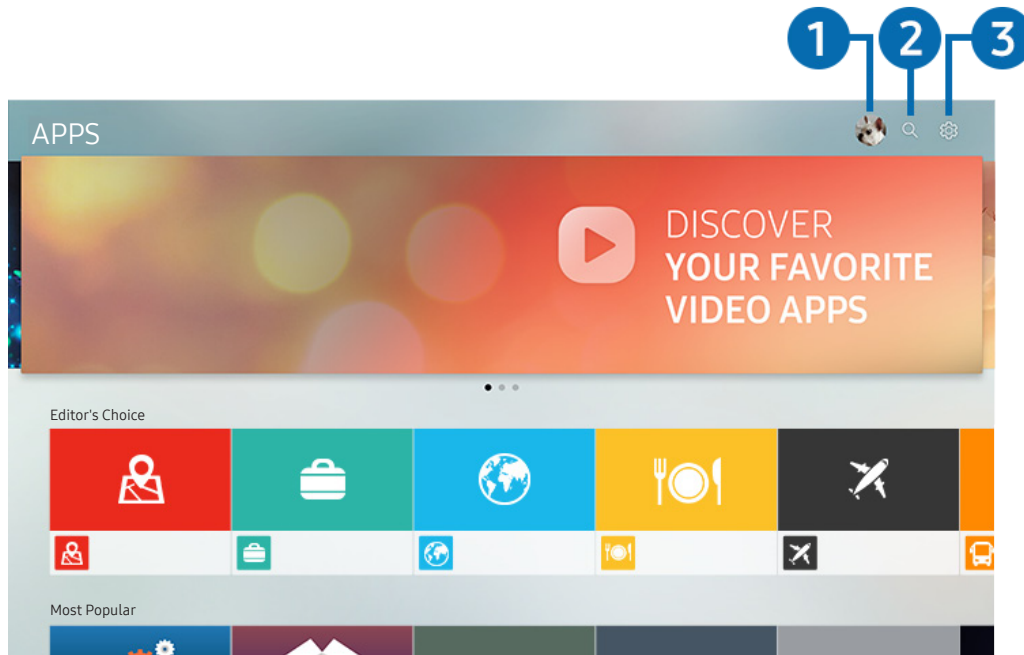 1 2 3
APPS
DISCOVER
YOUR FAVORITE
VIDEO APPS
Editor's Choice
Most Popular